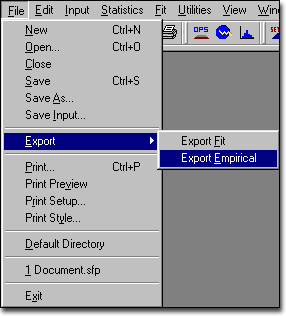 File Edit Input Statistics Fit Utilities View
New Ctrl+N
Open... Ctrl+O
Close
Save Ctrl+S
Save As...
Save Input...
Export
Export Fit
Export Empirical
Print... Ctrl+P
Print Preview
Print Setup...
Print Style...
Default Directory
1 Document.sfp
Exit
OPS